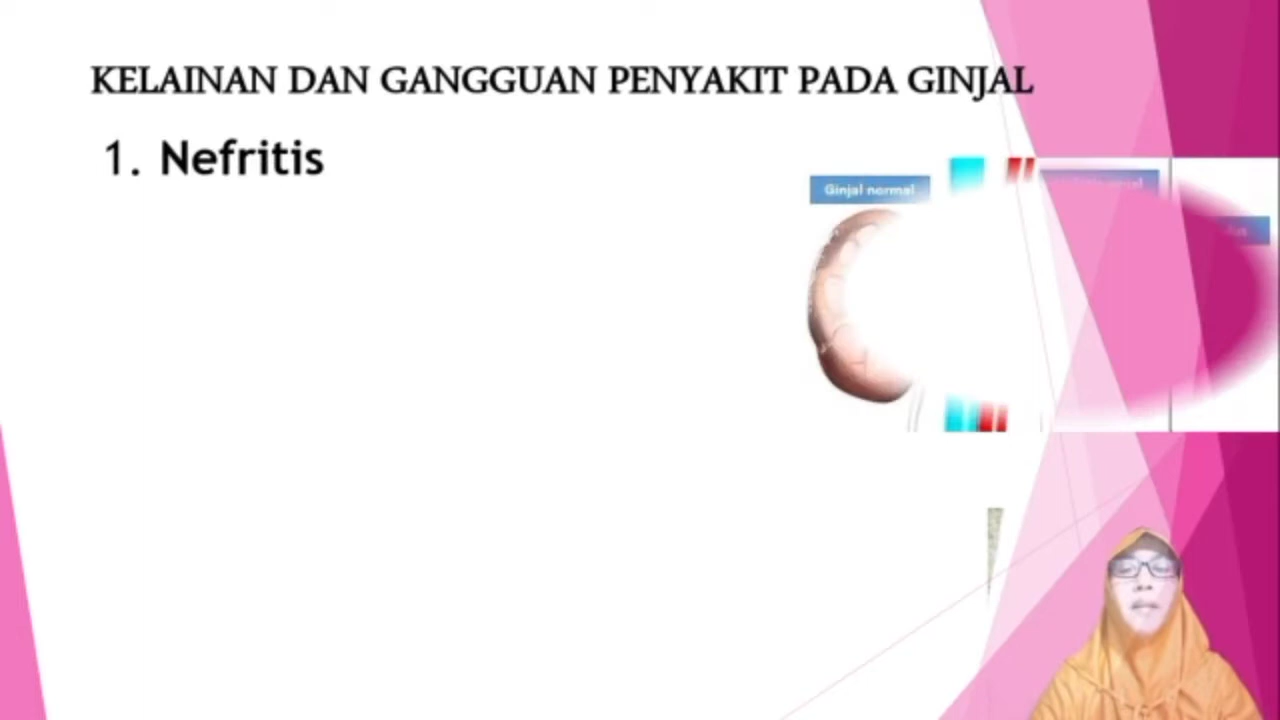 KELAINAN DAN GANGGUAN PENYAKIT PADA GINJAL
1. Nefritis
Ginjal normal